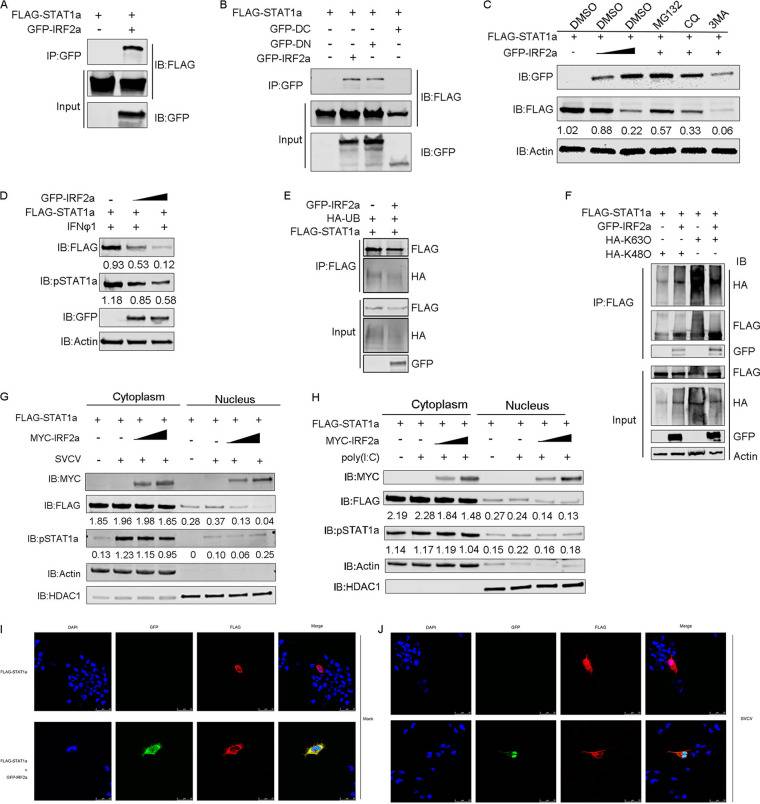 A
FLAG-STAT1a + +
GFP-IRF2a - +
IP:GFP
IB:FLAG
Input
IB:GFP
B
FLAG-STAT1a + + + +
GFP-DC - - - +
GFP-DN - - + -
GFP-IRF2a - + - -
IP:GFP
IB:FLAG
Input
IB:GFP
C
DMSO DMSO DMSO MG132 CQ 3MA
FLAG-STAT1a + + + + + +
GFP-IRF2a - + + +
IB:GFP
IB:FLAG
1.02 0.88 0.22 0.57 0.33 0.06
IB:Actin
D
GFP-IRF2a -
FLAG-STAT1a + + +
IFNφ1 + + +
IB:FLAG
0.93 0.53 0.12
IB:pSTAT1a
1.18 0.85 0.58
IB:GFP
IB:Actin
E
GFP-IRF2a - +
HA-UB + +
FLAG-STAT1a + +
FLAG
IP:FLAG
HA
FLAG
Input
HA
GFP
F
FLAG-STAT1a + + + +
GFP-IRF2a - + - +
HA-K63O - - + +
HA-K48O + + - -
IB
HA
IP:FLAG
FLAG
GFP
FLAG
HA
Input
GFP
Actin
G
Cytoplasm Nucleus
FLAG-STAT1a + + + + + + + +
MYC-IRF2a - - - -
SVCV - + + + - + + +
IB:MYC
IB:FLAG
1.85 1.96 1.98 1.65 0.28 0.37 0.13 0.04
IB:pSTAT1a
0.13 1.23 1.15 0.95 0 0.10 0.06 0.25
IB:Actin
IB:HDAC1
H
Cytoplasm Nucleus
FLAG-STAT1a + + + + + + + +
MYC-IRF2a - - - -
poly(I:C) - + + + - + + +
IB:MYC
IB:FLAG
2.19 2.28 1.84 1.48 0.27 0.24 0.14 0.13
IB:pSTAT1a
1.14 1.17 1.19 1.04 0.15 0.22 0.16 0.18
IB:Actin
IB:HDAC1
I
DAPI GFP FLAG Merge
FLAG-STAT1a
FLAG-STAT1a
+
GFP-IRF2a
Mock
J
DAPI GFP FLAG Merge
SVCV